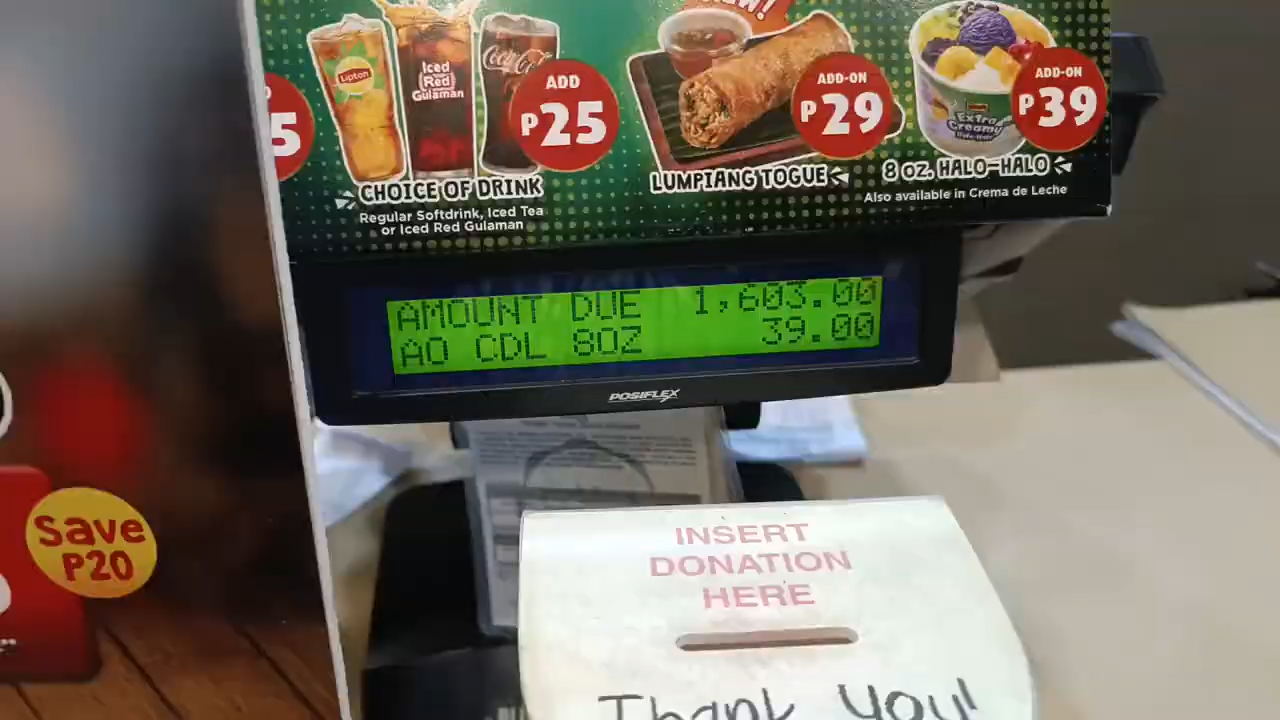 Lipton
Iced
Red
Gulaman
Coca-Cola
5
ADD
P25
CHOICE OF DRINK
Regular Softdrink, Iced Tea
or Iced Red Gulaman
NEW!
ADD-ON
P29
LUMPIANG TOGUE
Extra
Creamy
Halo-Halo
ADD-ON
P39
8 OZ. HALO-HALO
Also available in Crema de Leche
AMOUNT DUE 1,603.00
AO CDL 8OZ 39.00
POSIFLEX
Save
P20
INSERT
DONATION
HERE
Thank you!